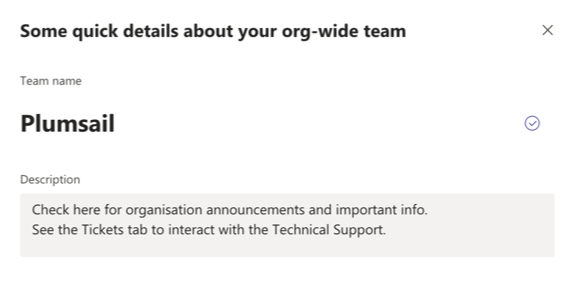 Some quick details about your org-wide team
Team name
Plumsail
Description
Check here for organisation announcements and important info.
See the Tickets tab to interact with the Technical Support.